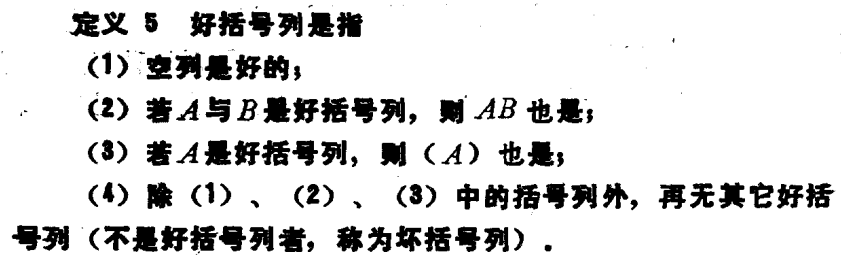 定义 5 好括号列是指
(1) 空列是好的;
(2) 若A与B是好括号列, 则 AB 也是;
(3) 若A是好括号列, 则 (A) 也是;
(4) 除 (1) 、 (2) 、 (3) 中的括号列外, 再无其它好括
号列 (不是好括号列者, 称为坏括号列) .